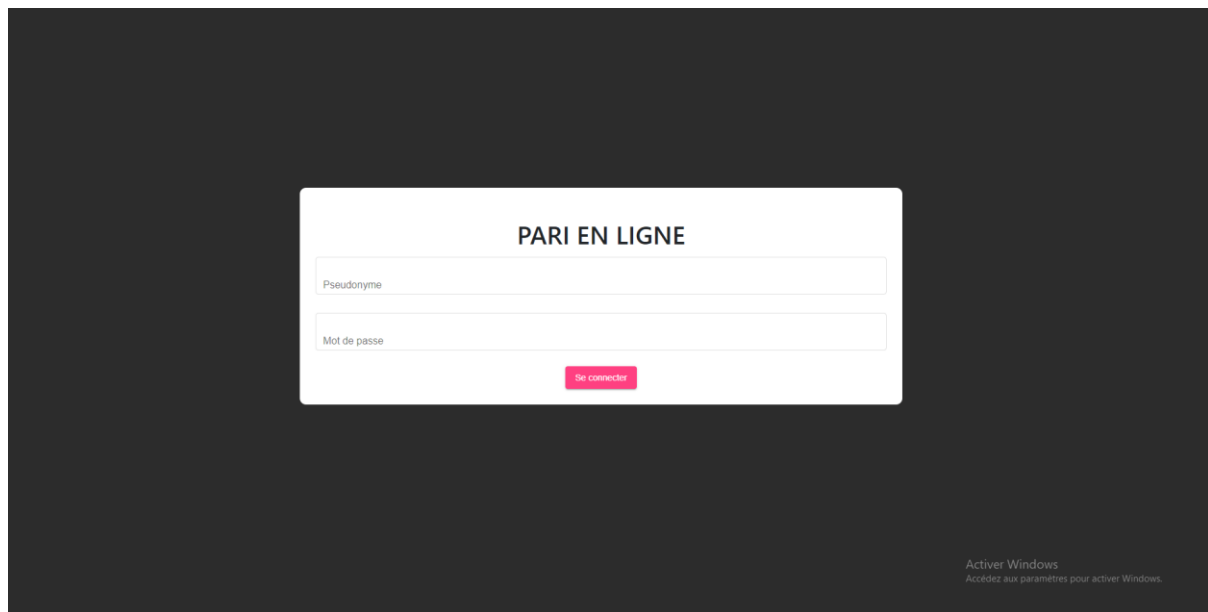 PARI EN LIGNE
Pseudonyme
Mot de passe
Se connecter
Activer Windows
Accédez aux paramètres pour activer Windows.